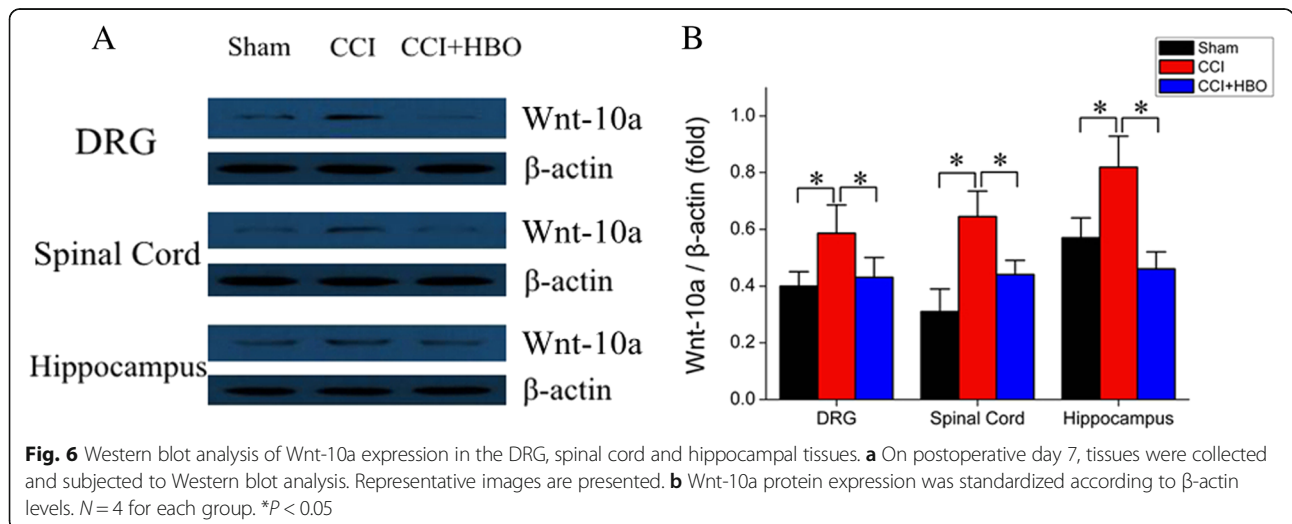 A
Sham CCI CCI+HBO
DRG
Wnt-10a
β-actin
Spinal Cord
Wnt-10a
β-actin
Hippocampus
Wnt-10a
β-actin
B
Sham
CCI
CCI+HBO
Wnt-10a / β-actin (fold)
1.0
0.8
0.6
0.4
0.2
0.0
* * * * * *
DRG Spinal Cord Hippocampus
Fig. 6 Western blot analysis of Wnt-10a expression in the DRG, spinal cord and hippocampal tissues. a On postoperative day 7, tissues were collected
and subjected to Western blot analysis. Representative images are presented. b Wnt-10a protein expression was standardized according to β-actin
levels. N = 4 for each group. *P < 0.05